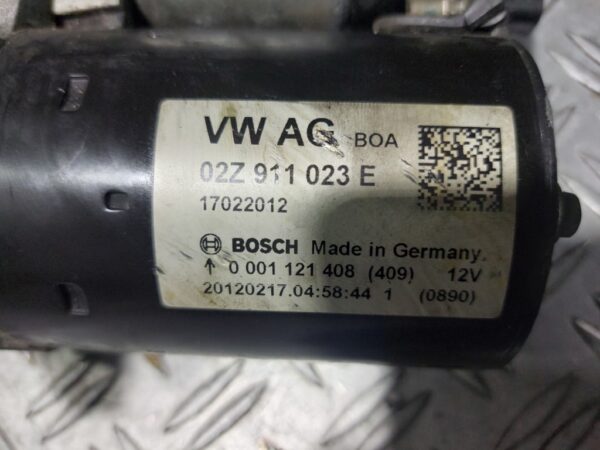 VW AG BOA
02Z 911 023 E
17022012
BOSCH Made in Germany.
↑ 0 001 121 408 (409) 12V
20120217.04:58:44 1 (0890)